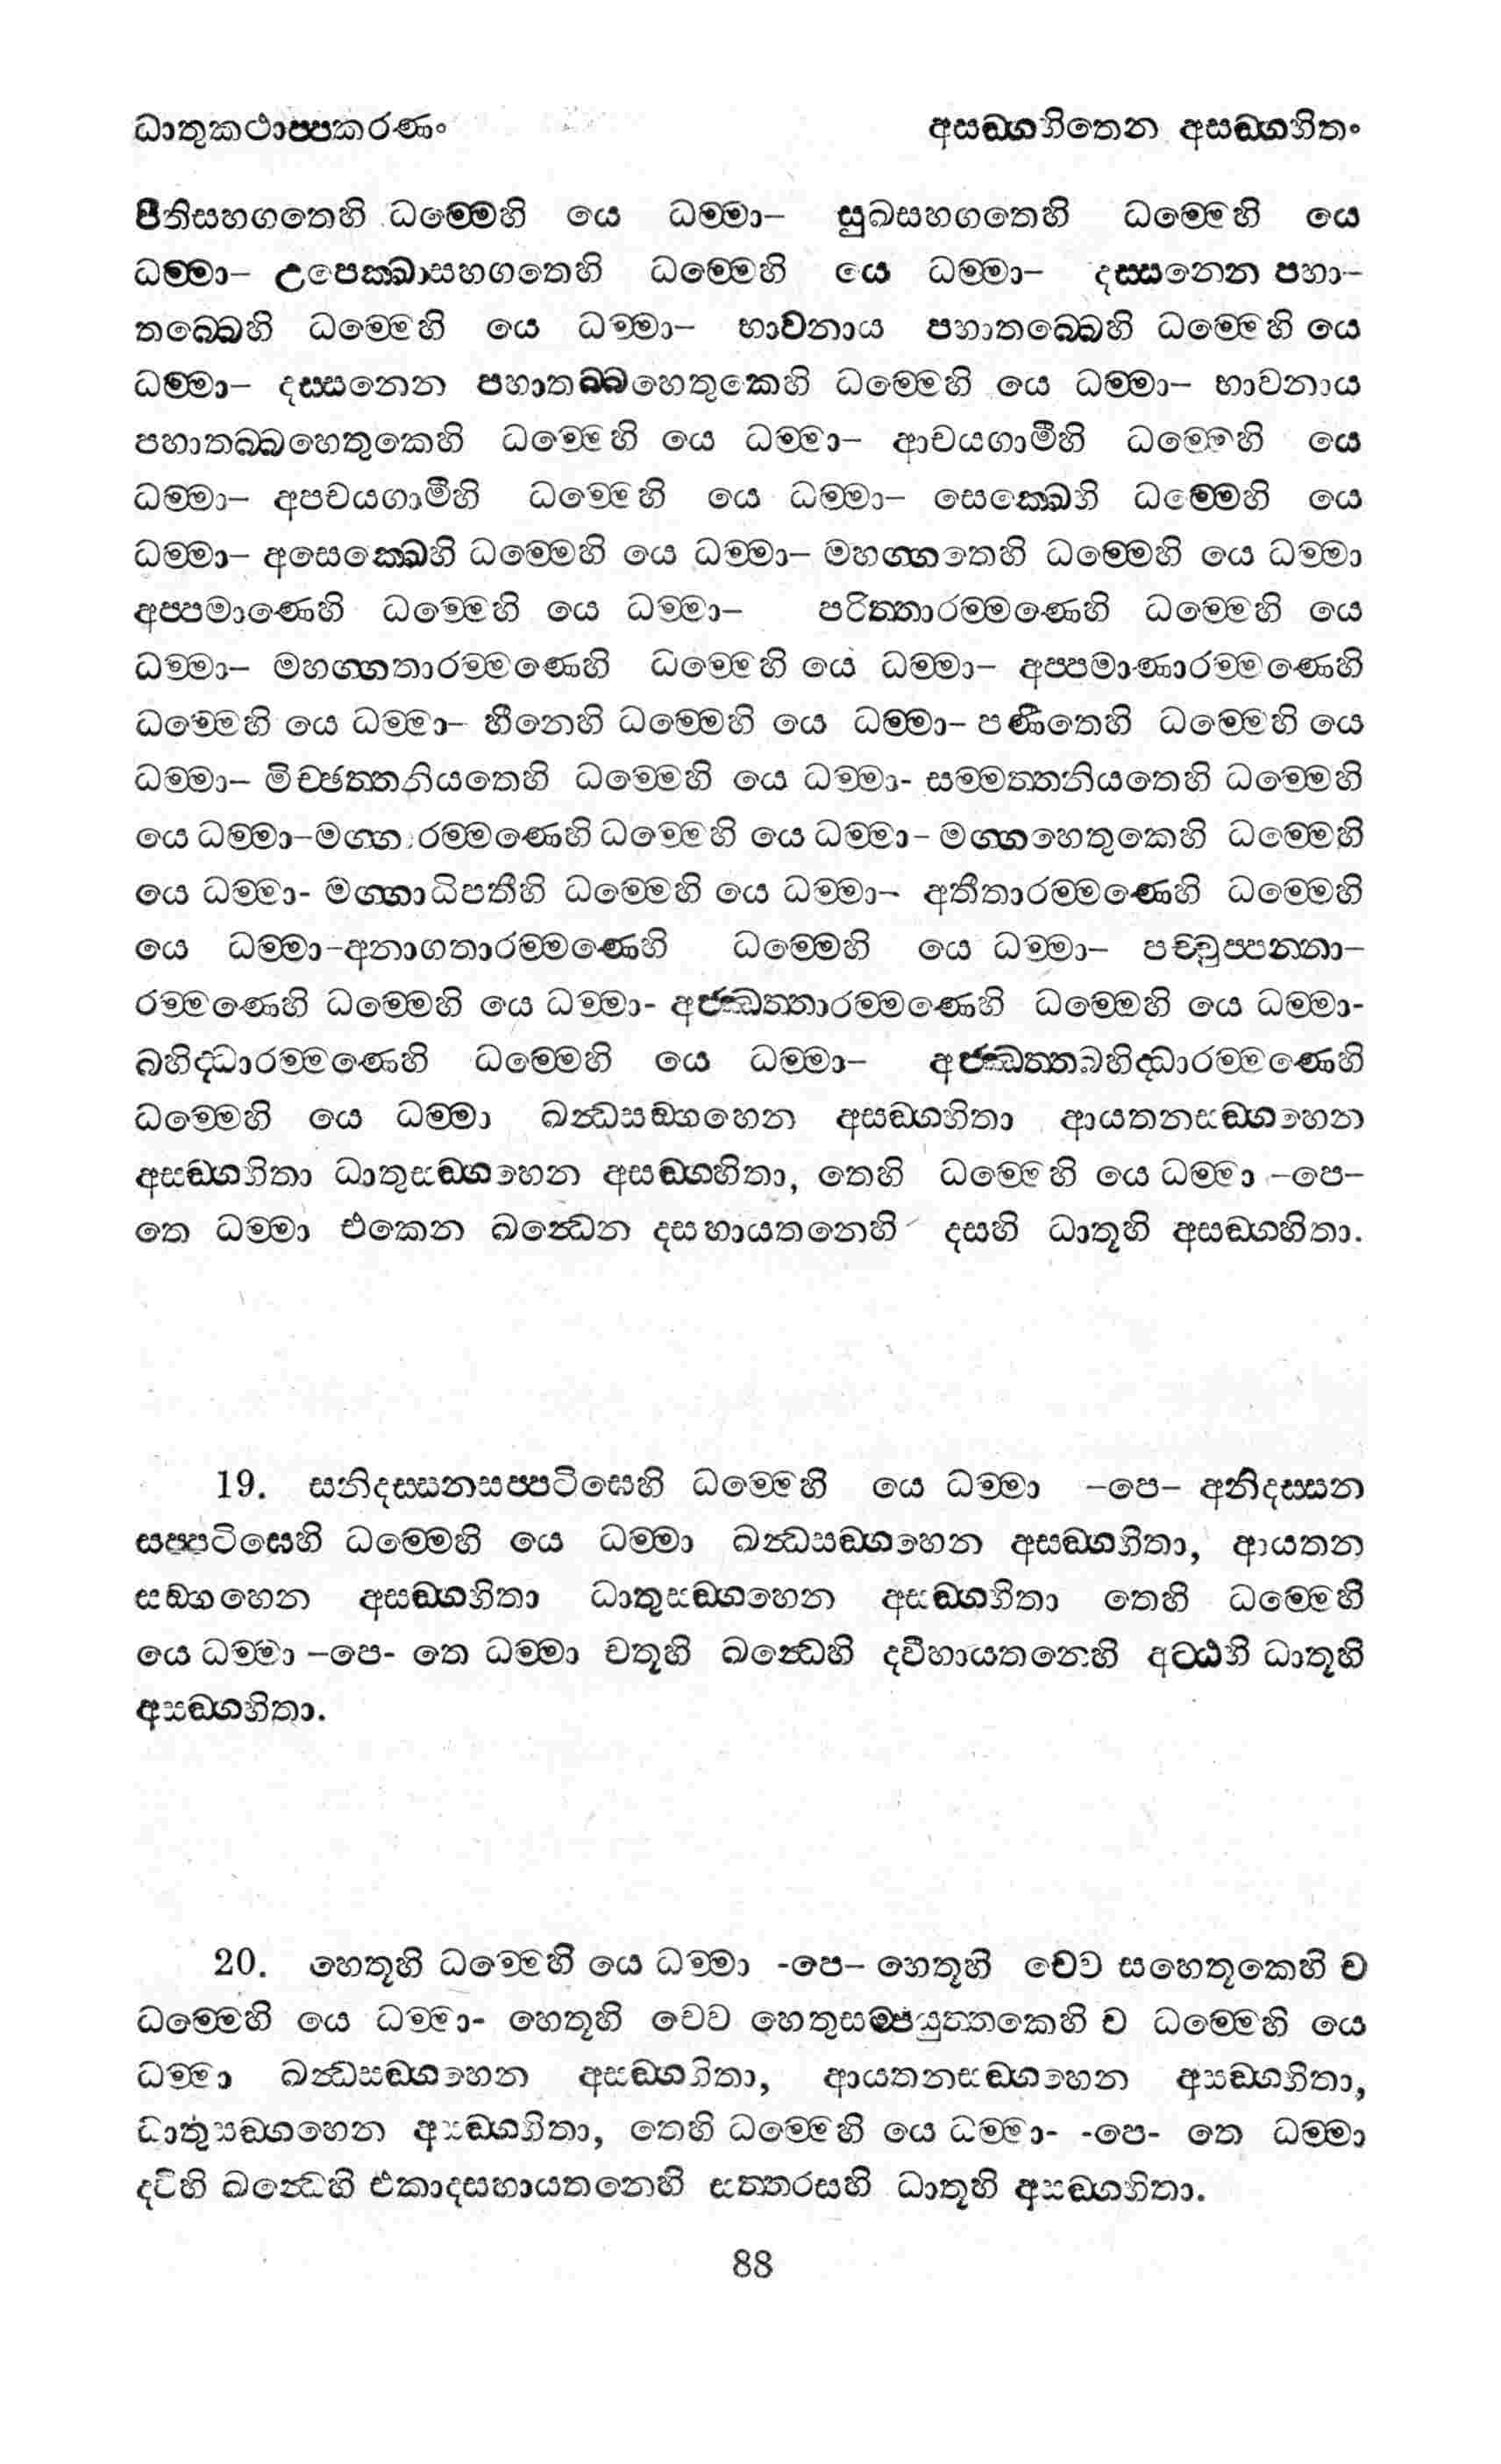 ධාතුකථාප්පකරණං අසඞ්ගහිතෙන අසඞ්ගහිතං
පීතිසහගතෙහි ධම්මෙහි යෙ ධම්මා– සුඛසහගතෙහි ධම්මෙහි යෙ
ධම්මා– උපෙක්ඛාසහගතෙහි ධම්මෙහි යෙ ධම්මා– දස්සනෙන පහා–
තබ්බෙහි ධම්මෙහි යෙ ධම්මා– භාවනාය පහාතබ්බෙහි ධම්මෙහි යෙ
ධම්මා– දස්සනෙන පහාතබ්බහෙතුකෙහි ධම්මෙහි යෙ ධම්මා– භාවනාය
පහාතබ්බහෙතුකෙහි ධම්මෙහි යෙ ධම්මා– ආචයගාමීහි ධම්මෙහි යෙ
ධම්මා– අපචයගාමීහි ධම්මෙහි යෙ ධම්මා– සෙක්ඛෙහි ධම්මෙහි යෙ
ධම්මා– අසෙක්ඛෙහි ධම්මෙහි යෙ ධම්මා– මහග්ගතෙහි ධම්මෙහි යෙ ධම්මා
අප්පමාණෙහි ධම්මෙහි යෙ ධම්මා– පරිත්තාරම්මණෙහි ධම්මෙහි යෙ
ධම්මා– මහග්ගතාරම්මණෙහි ධම්මෙහි යෙ ධම්මා– අප්පමාණාරම්මණෙහි
ධම්මෙහි යෙ ධම්මා– හීනෙහි ධම්මෙහි යෙ ධම්මා– පණීතෙහි ධම්මෙහි යෙ
ධම්මා– මිච්ඡත්තනියතෙහි ධම්මෙහි යෙ ධම්මා- සම්මත්තනියතෙහි ධම්මෙහි
යෙ ධම්මා–මග්ගාරම්මණෙහි ධම්මෙහි යෙ ධම්මා– මග්ගහෙතුකෙහි ධම්මෙහි
යෙ ධම්මා- මග්ගාධිපතීහි ධම්මෙහි යෙ ධම්මා– අතීතාරම්මණෙහි ධම්මෙහි
යෙ ධම්මා–අනාගතාරම්මණෙහි ධම්මෙහි යෙ ධම්මා– පච්චුප්පන්නා–
රම්මණෙහි ධම්මෙහි යෙ ධම්මා- අජ්ඣත්තාරම්මණෙහි ධම්මෙහි යෙ ධම්මා-
බහිද්ධාරම්මණෙහි ධම්මෙහි යෙ ධම්මා– අජ්ඣත්තබහිද්ධාරම්මණෙහි
ධම්මෙහි යෙ ධම්මා ඛන්ධසඞ්ගහෙන අසඞ්ගහිතා ආයතනසඞ්ගහෙන
අසඞ්ගහිතා ධාතුසඞ්ගහෙන අසඞ්ගහිතා, තෙහි ධම්මෙහි යෙ ධම්මා –පෙ–
තෙ ධම්මා එකෙන ඛන්ධෙන දසහායතනෙහි දසහි ධාතූහි අසඞ්ගහිතා.
19. සනිදස්සනසප්පටිඝෙහි ධම්මෙහි යෙ ධම්මා –පෙ– අනිදස්සන
සප්පටිඝෙහි ධම්මෙහි යෙ ධම්මා ඛන්ධසඞ්ගහෙන අසඞ්ගහිතා, ආයතන
සඞ්ගහෙන අසඞ්ගහිතා ධාතුසඞ්ගහෙන අසඞ්ගහිතා තෙහි ධම්මෙහි
යෙ ධම්මා –පෙ- තෙ ධම්මා චතූහි ඛන්ධෙහි ද්වීහායතනෙහි අට්ඨහි ධාතූහි
අසඞ්ගහිතා.
20. හෙතූහි ධම්මෙහි යෙ ධම්මා -පෙ– හෙතූහි චෙව සහෙතුකෙහි ච
ධම්මෙහි යෙ ධම්මා- හෙතූහි චෙව හෙතුසම්පයුත්තකෙහි ච ධම්මෙහි යෙ
ධම්මා ඛන්ධසඞ්ගහෙන අසඞ්ගහිතා, ආයතනසඞ්ගහෙන අසඞ්ගහිතා,
ධාතුසඞ්ගහෙන අසඞ්ගහිතා, තෙහි ධම්මෙහි යෙ ධම්මා- -පෙ- තෙ ධම්මා
ද්විහි ඛන්ධෙහි එකාදසහායතනෙහි සත්තරසහි ධාතූහි අසඞ්ගහිතා.
88